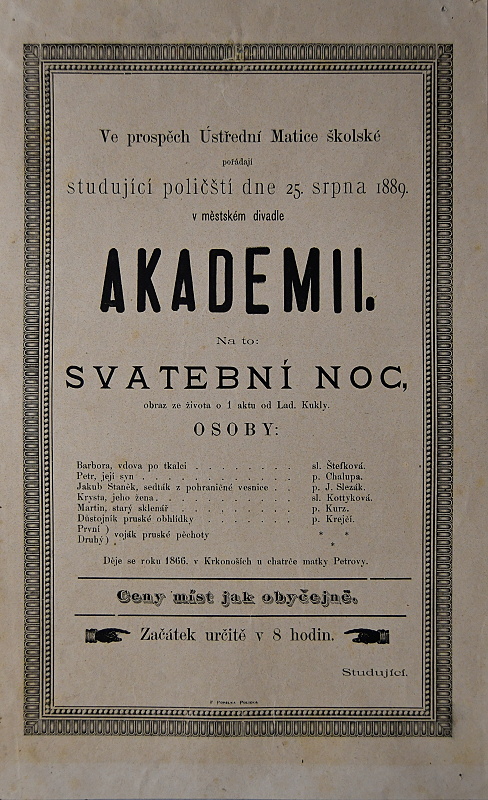 Ve prospěch Ústřední Matice školské
pořádají
studující poličští dne 25. srpna 1889.
v městském divadle
AKADEMII.
Na to:
SVATEBNÍ NOC,
obraz ze života o 1 aktu od Lad. Kukly.
OSOBY:
Barbora, vdova po tkalci . . . . . . . . sl. Štefková.
Petr, její syn . . . . . . . . . . . p. Chalupa.
Jakub Staněk, sedlák z pohraničné vesnice . . p. J. Slezák.
Krysta, jeho žena . . . . . . . . . . sl. Kottyková.
Martin, starý sklenář . . . . . . . . . p. Kurz.
Důstojník pruské obhlídky . . . . . . . p. Krejčí.
První )
Druhý ) voják pruské pěchoty * * *
Děje se roku 1866. v Krkonoších u chatrče matky Petrovy.
Ceny míst jak obyčejně.
Začátek určitě v 8 hodin.
Studující.
F Popelka Polička